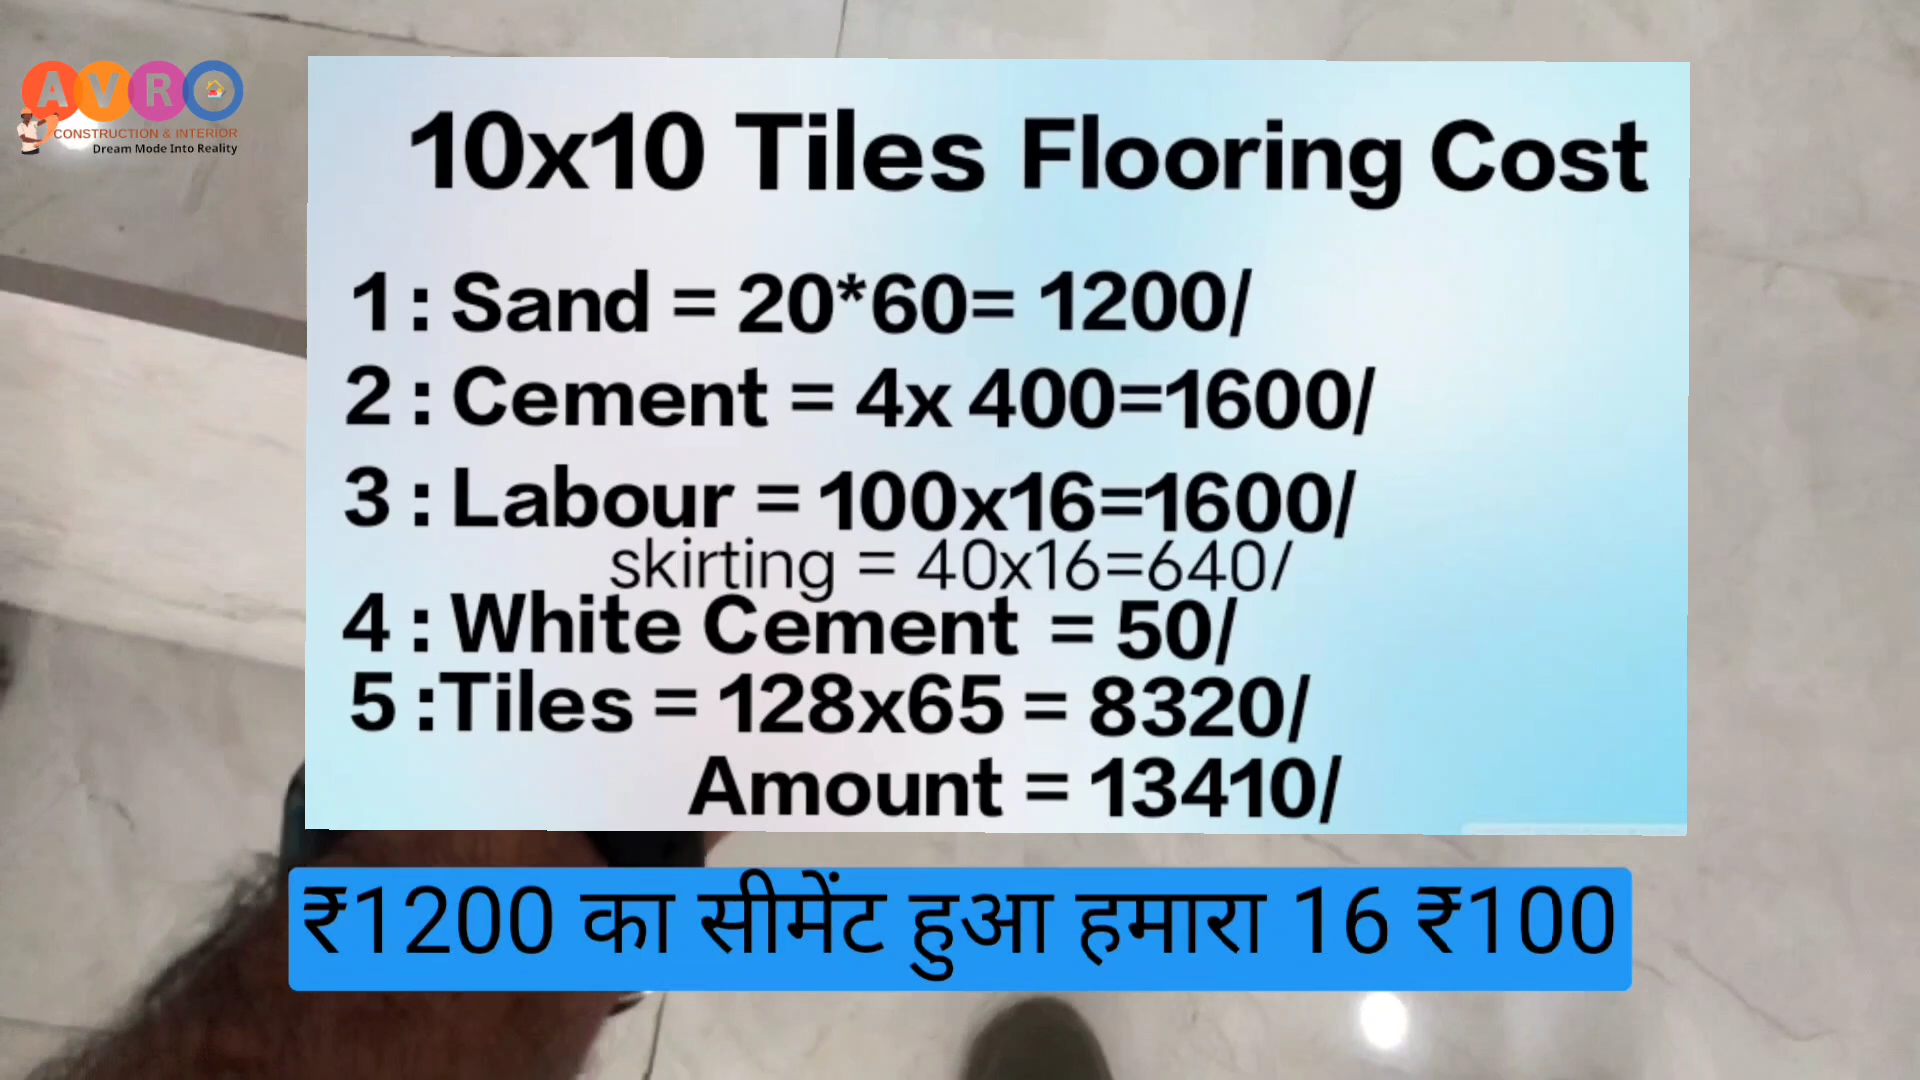 AVRO
CONSTRUCTION & INTERIOR
Dream Mode Into Reality
10x10 Tiles Flooring Cost
1 : Sand = 20*60= 1200/
2 : Cement = 4x 400=1600/
3 : Labour = 100x16=1600/
skirting = 40x16=640/
4 : White Cement = 50/
5 :Tiles = 128x65 = 8320/
Amount = 13410/
₹1200 का सीमेंट हुआ हमारा 16 ₹100